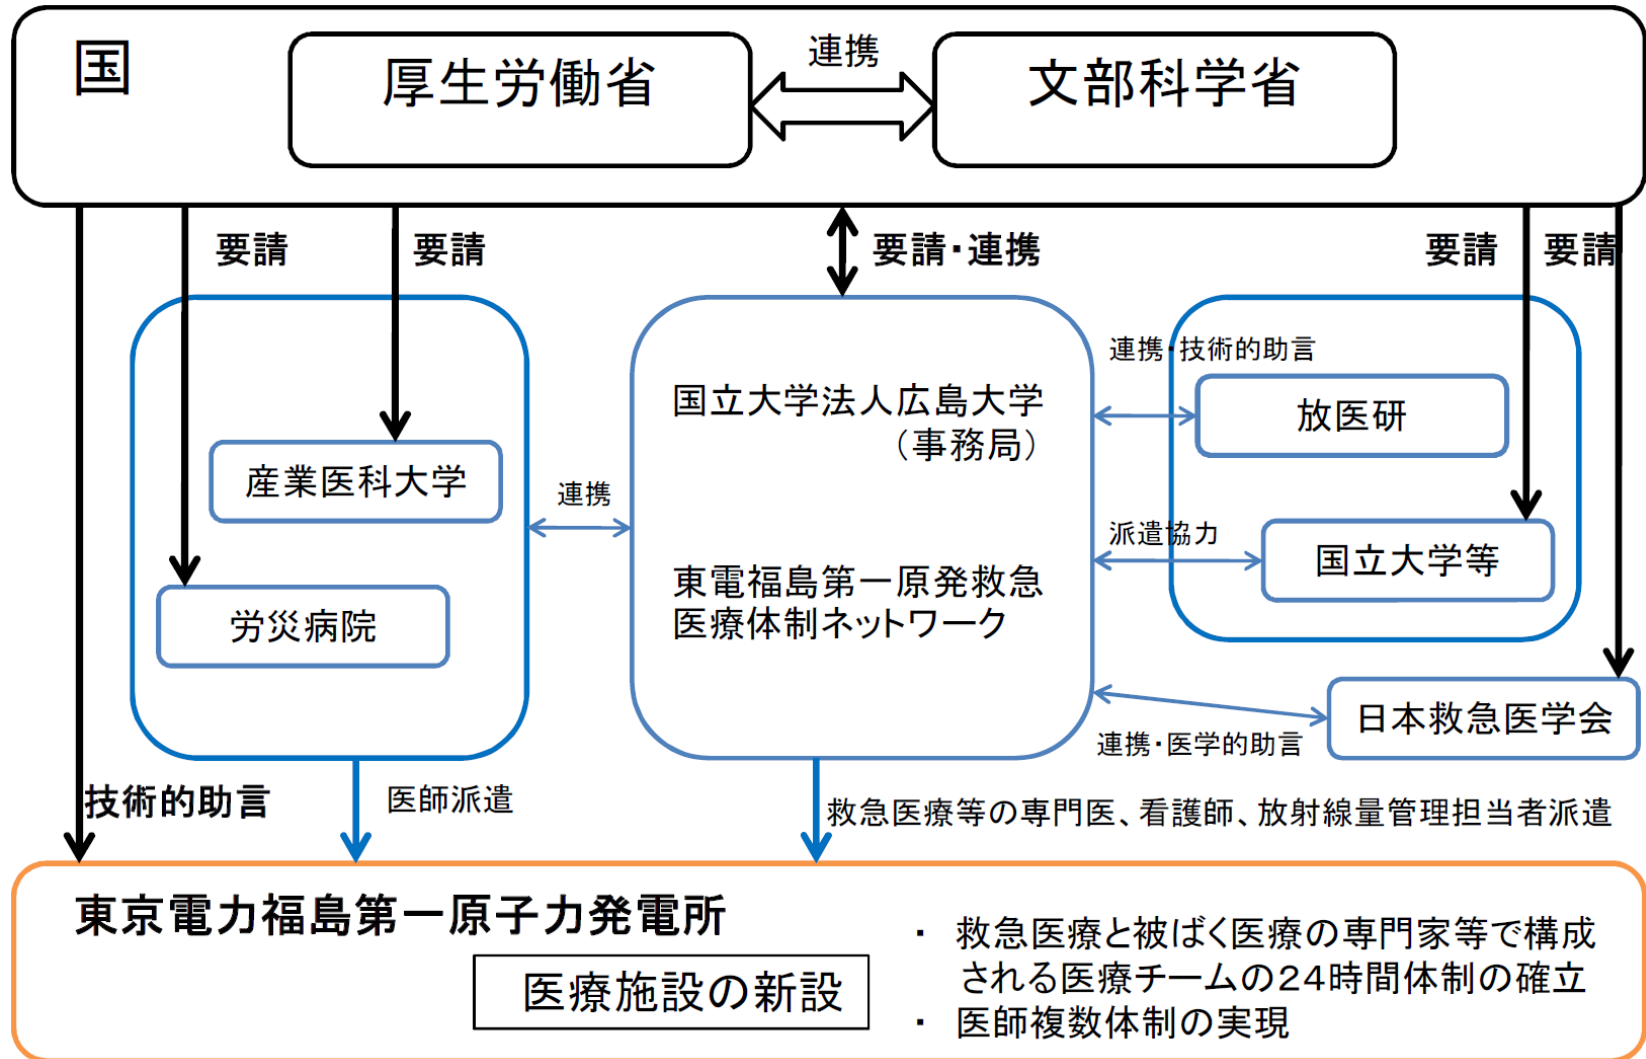 国
厚生労働省
連携
文部科学省
要請
要請
要請・連携
要請
要請
産業医科大学
労災病院
連携
国立大学法人広島大学
（事務局）
東電福島第一原発救急
医療体制ネットワーク
連携・技術的助言
放医研
派遣協力
国立大学等
日本救急医学会
連携・医学的助言
技術的助言
医師派遣
救急医療等の専門医、看護師、放射線量管理担当者派遣
東京電力福島第一原子力発電所
医療施設の新設
・ 救急医療と被ばく医療の専門家等で構成
される医療チームの２４時間体制の確立
・ 医師複数体制の実現